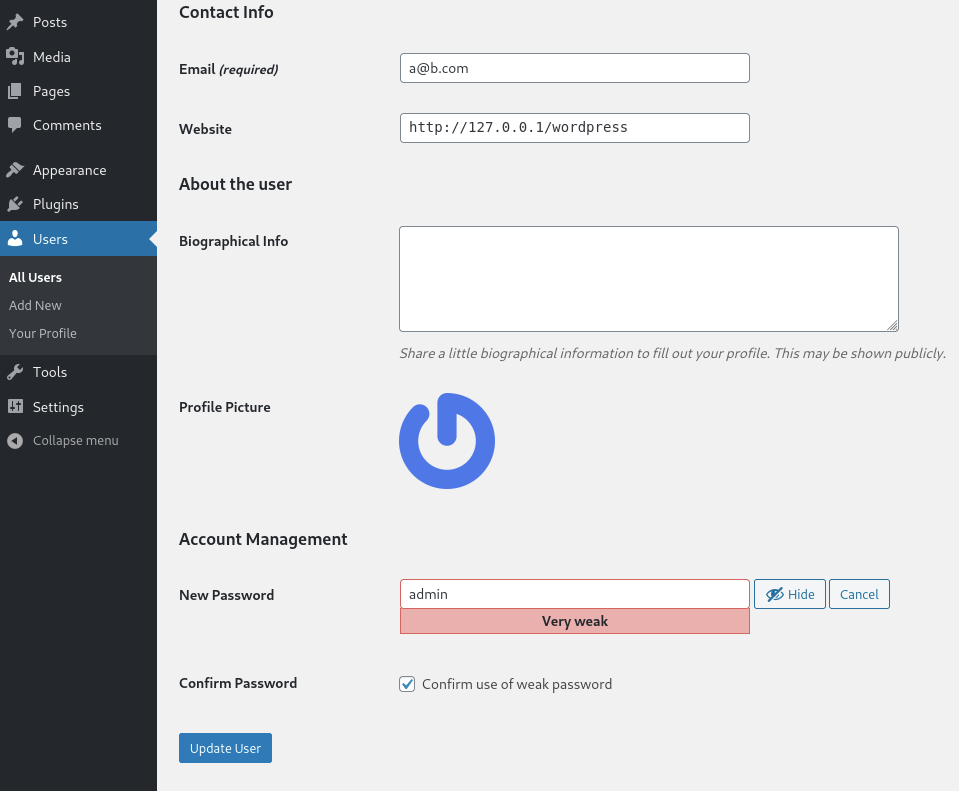 Posts
Media
Pages
Comments
Appearance
Plugins
Users
All Users
Add New
Your Profile
Tools
Settings
Collapse menu
Contact Info
Email (required)
a@b.com
Website
http://127.0.0.1/wordpress
About the user
Biographical Info
Share a little biographical information to fill out your profile. This may be shown publicly.
Profile Picture
Account Management
New Password
admin
Hide
Cancel
Very weak
Confirm Password
Confirm use of weak password
Update User